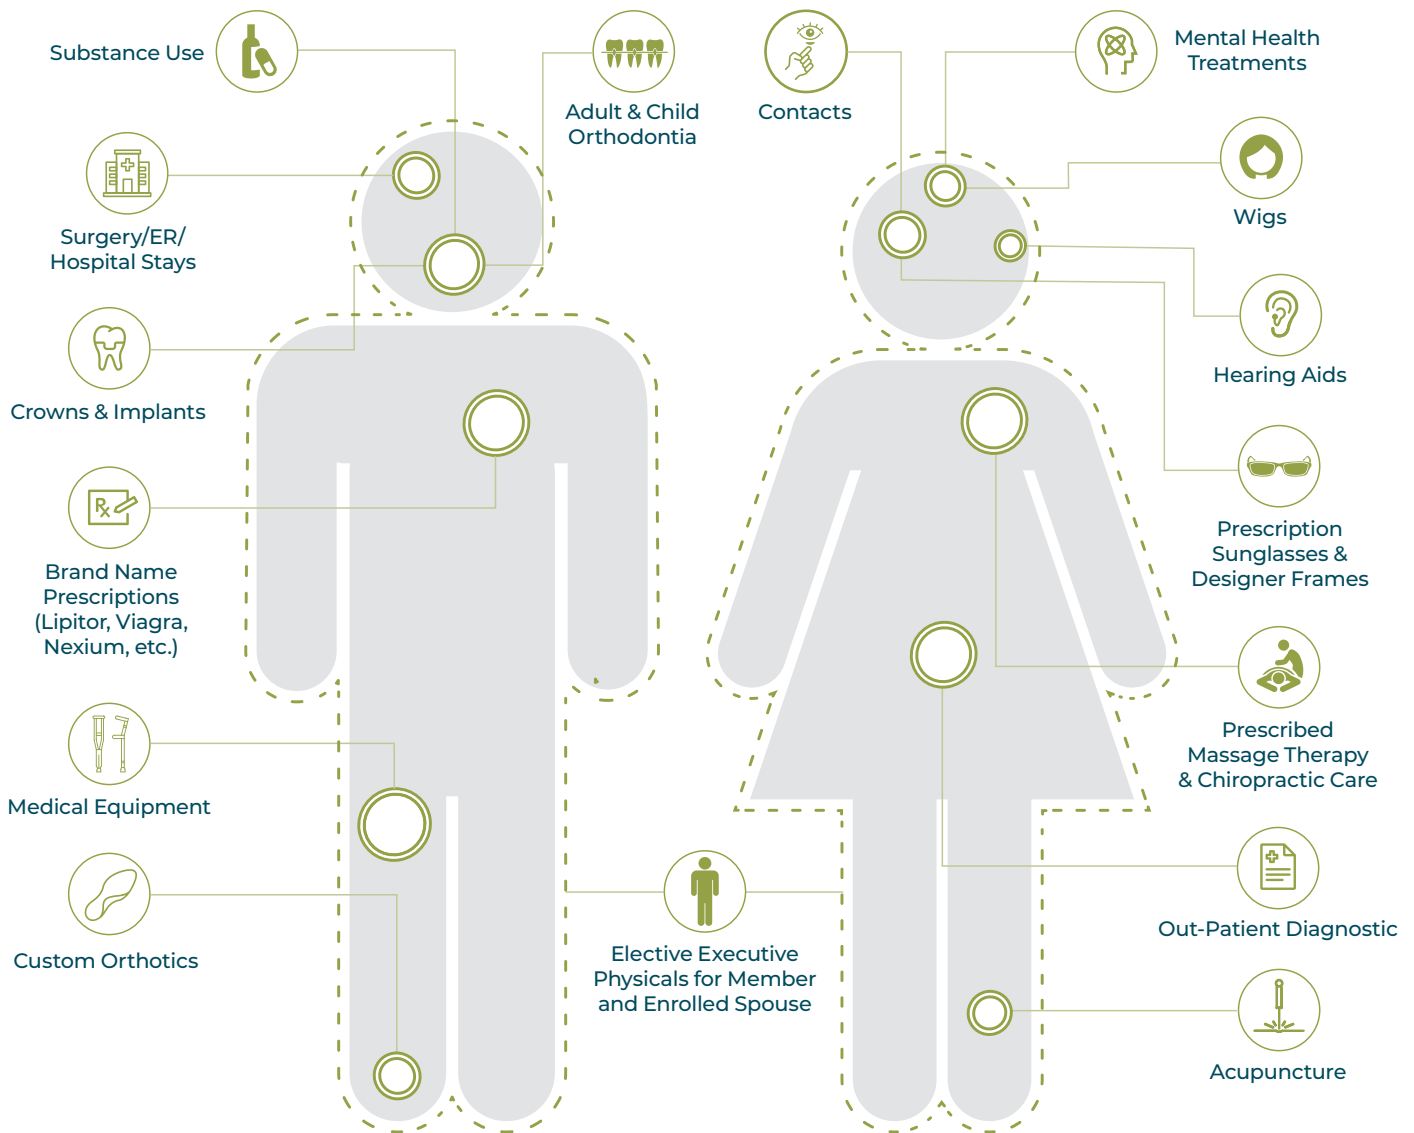 Substance Use
Adult & Child
Orthodontia
Surgery/ER/
Hospital Stays
Crowns & Implants
Brand Name
Prescriptions
(Lipitor, Viagra,
Nexium, etc.)
Medical Equipment
Custom Orthotics
Elective Executive
Physicals for Member
and Enrolled Spouse
Contacts
Mental Health
Treatments
Wigs
Hearing Aids
Prescription
Sunglasses &
Designer Frames
Prescribed
Massage Therapy
& Chiropractic Care
Out-Patient Diagnostic
Acupuncture
Rx